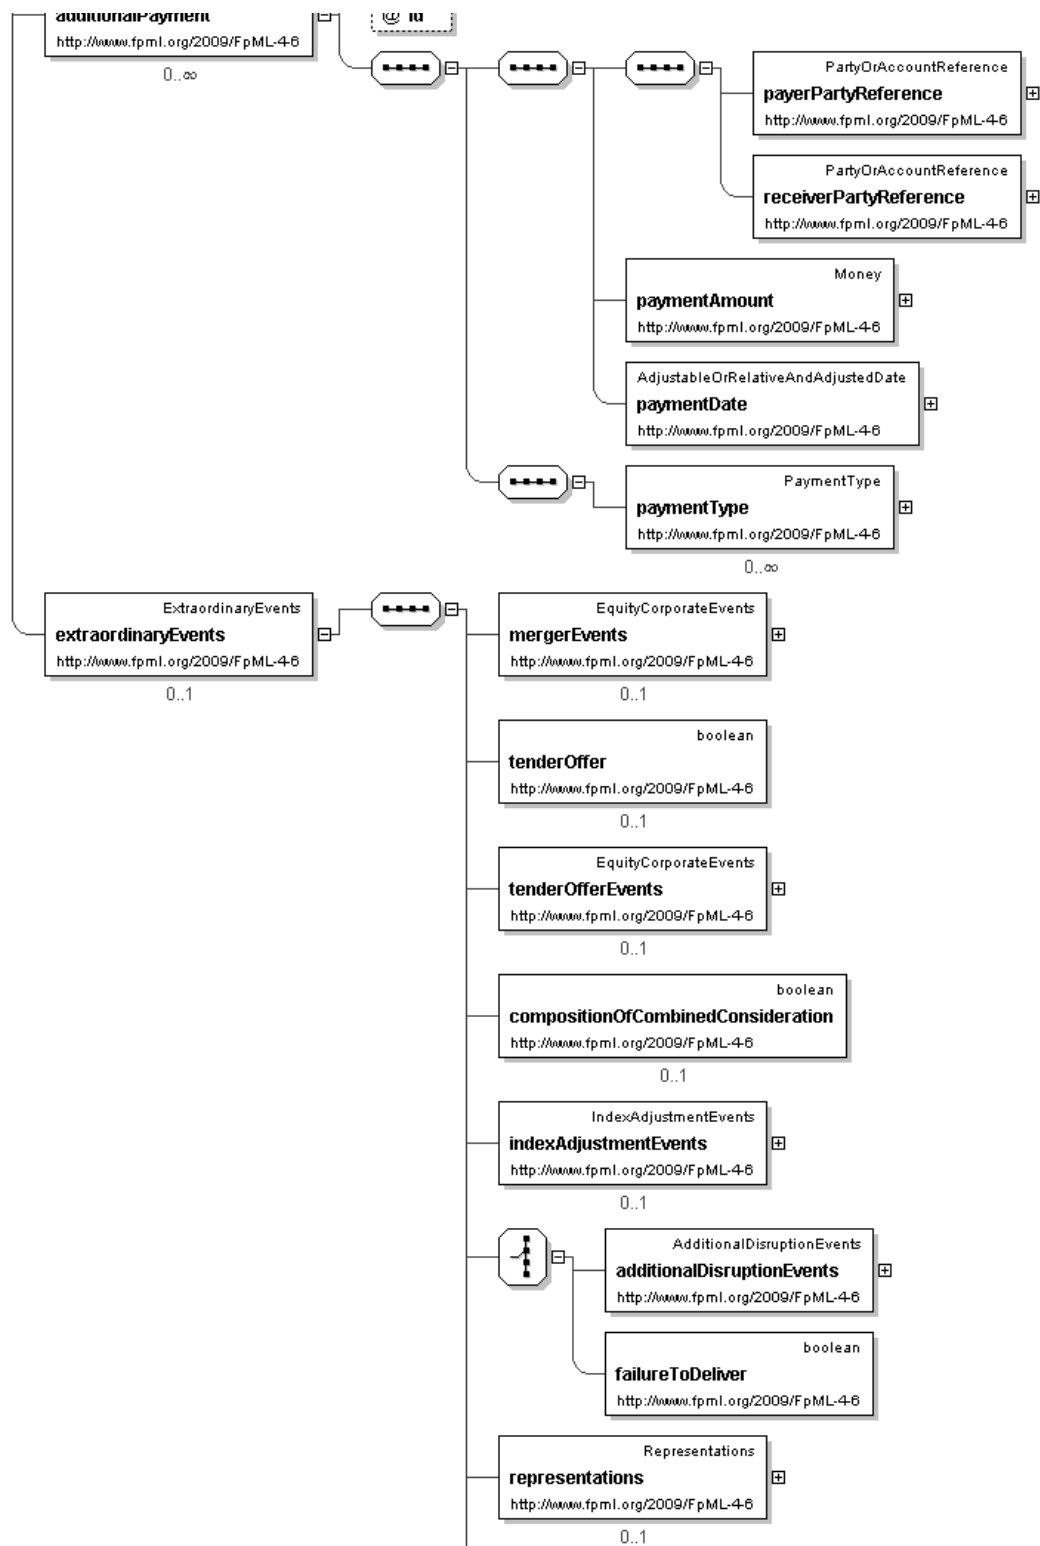 additionalPayment
@ id
http://www.fpml.org/2009/FpML-4-6
0..∞
PartyOrAccountReference
payerPartyReference
http://www.fpml.org/2009/FpML-4-6
PartyOrAccountReference
receiverPartyReference
http://www.fpml.org/2009/FpML-4-6
Money
paymentAmount
http://www.fpml.org/2009/FpML-4-6
AdjustableOrRelativeAndAdjustedDate
paymentDate
http://www.fpml.org/2009/FpML-4-6
PaymentType
paymentType
http://www.fpml.org/2009/FpML-4-6
0..∞
ExtraordinaryEvents
extraordinaryEvents
http://www.fpml.org/2009/FpML-4-6
0..1
EquityCorporateEvents
mergerEvents
http://www.fpml.org/2009/FpML-4-6
0..1
boolean
tenderOffer
http://www.fpml.org/2009/FpML-4-6
0..1
EquityCorporateEvents
tenderOfferEvents
http://www.fpml.org/2009/FpML-4-6
0..1
boolean
compositionOfCombinedConsideration
http://www.fpml.org/2009/FpML-4-6
0..1
IndexAdjustmentEvents
indexAdjustmentEvents
http://www.fpml.org/2009/FpML-4-6
0..1
AdditionalDisruptionEvents
additionalDisruptionEvents
http://www.fpml.org/2009/FpML-4-6
boolean
failureToDeliver
http://www.fpml.org/2009/FpML-4-6
Representations
representations
http://www.fpml.org/2009/FpML-4-6
0..1